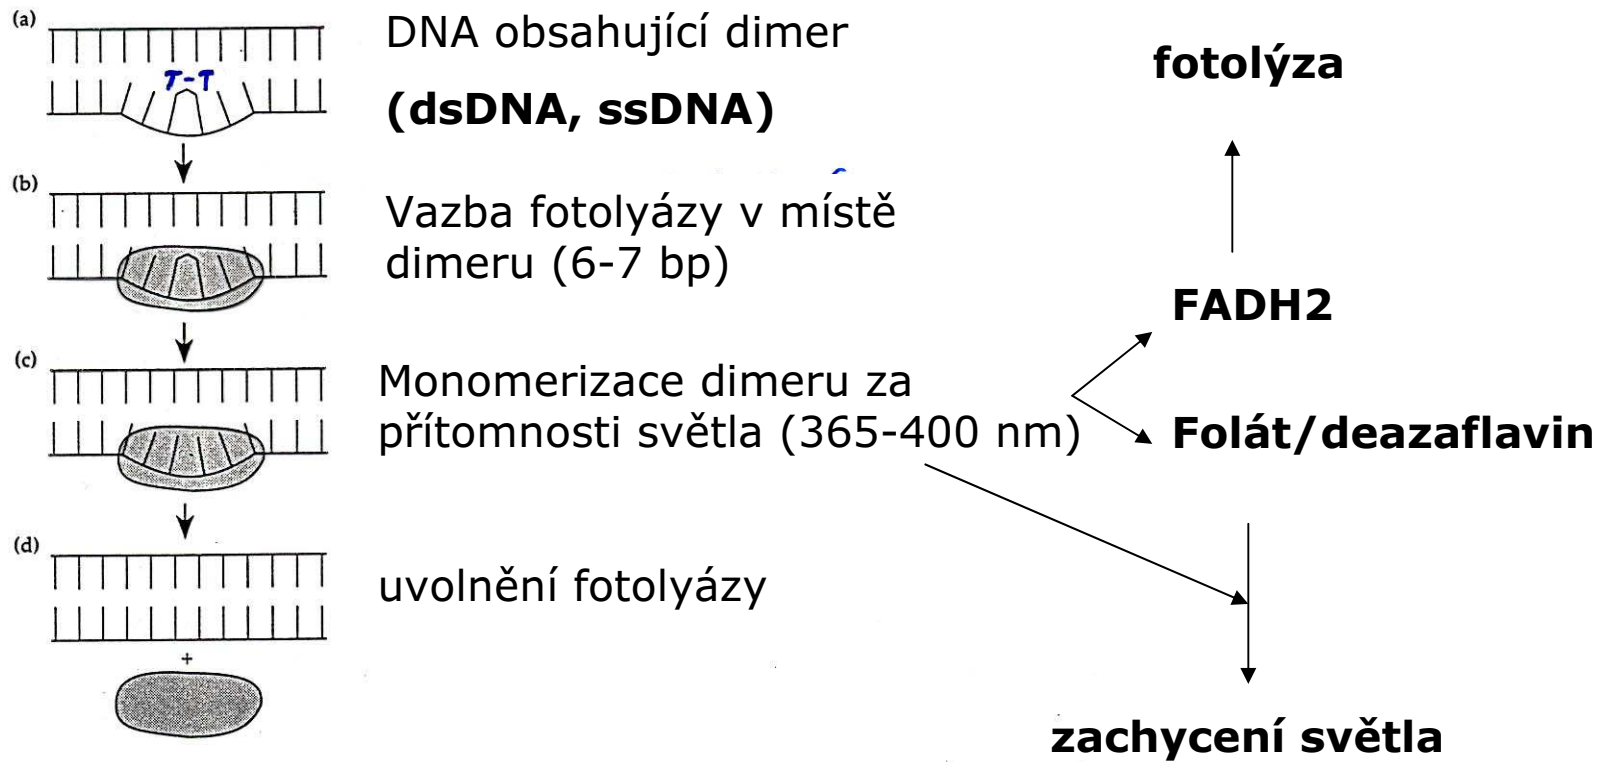 (a)
T-T
DNA obsahující dimer
(dsDNA, ssDNA)
(b)
Vazba fotolyázy v místě
dimeru (6-7 bp)
(c)
Monomerizace dimeru za
přítomnosti světla (365-400 nm)
(d)
uvolnění fotolyázy
+
fotolýza
FADH2
Folát/deazaflavin
zachycení světla